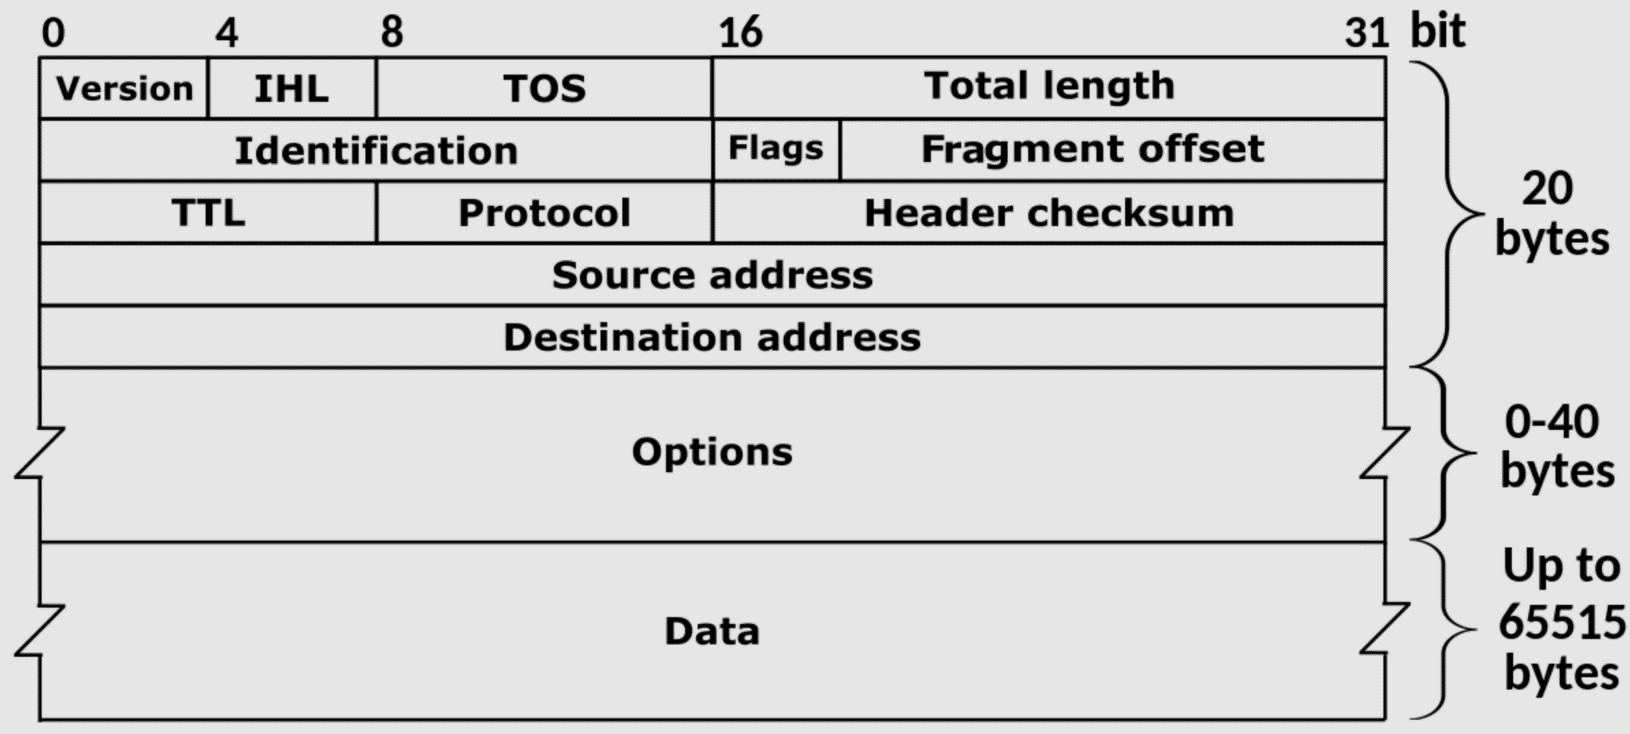 0 4 8 16 31 bit
Version IHL TOS Total length
Identification Flags Fragment offset
TTL Protocol Header checksum
Source address
Destination address
20
bytes
Options
0-40
bytes
Data
Up to
65515
bytes